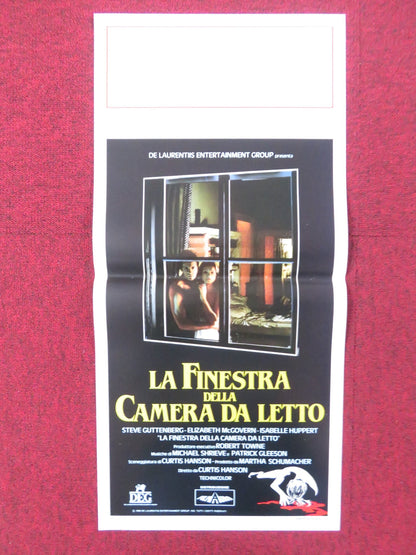 DE LAURENTIIS ENTERTAINMENT GROUP presenta
LA FINESTRA
DELLA
CAMERA DA LETTO
STEVE GUTTENBERG - ELIZABETH McGOVERN - ISABELLE HUPPERT
"LA FINESTRA DELLA CAMERA DA LETTO"
Produttore esecutivo ROBERT TOWNE
Musiche di MICHAEL SHRIEVE e PATRICK GLEESON
Sceneggiatura di CURTIS HANSON - Prodotto da MARTHA SCHUMACHER
Diretto da CURTIS HANSON
TECHNICOLOR
DEG